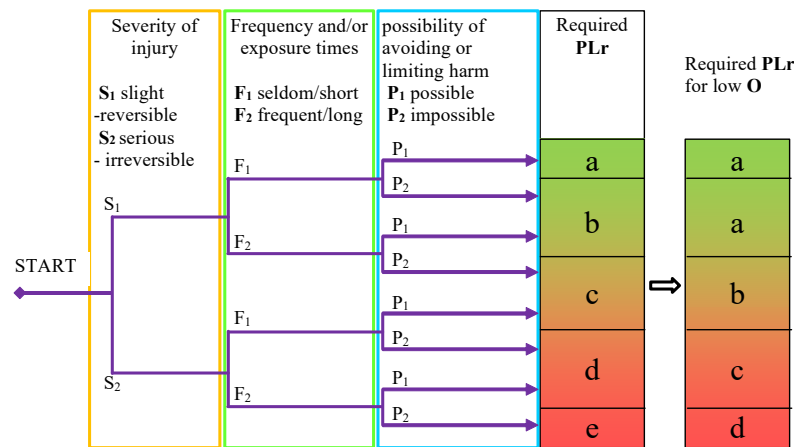 Severity of
injury
S1 slight
-reversible
S2 serious
- irreversible
Frequency and/or
exposure times
F1 seldom/short
F2 frequent/long
possibility of
avoiding or
limiting harm
P1 possible
P2 impossible
Required
PLr
Required PLr
for low O
START
S1
S2
F1
F2
F1
F2
P1
P2
P1
P2
P1
P2
P1
P2
a
b
c
d
e
a
a
b
c
d